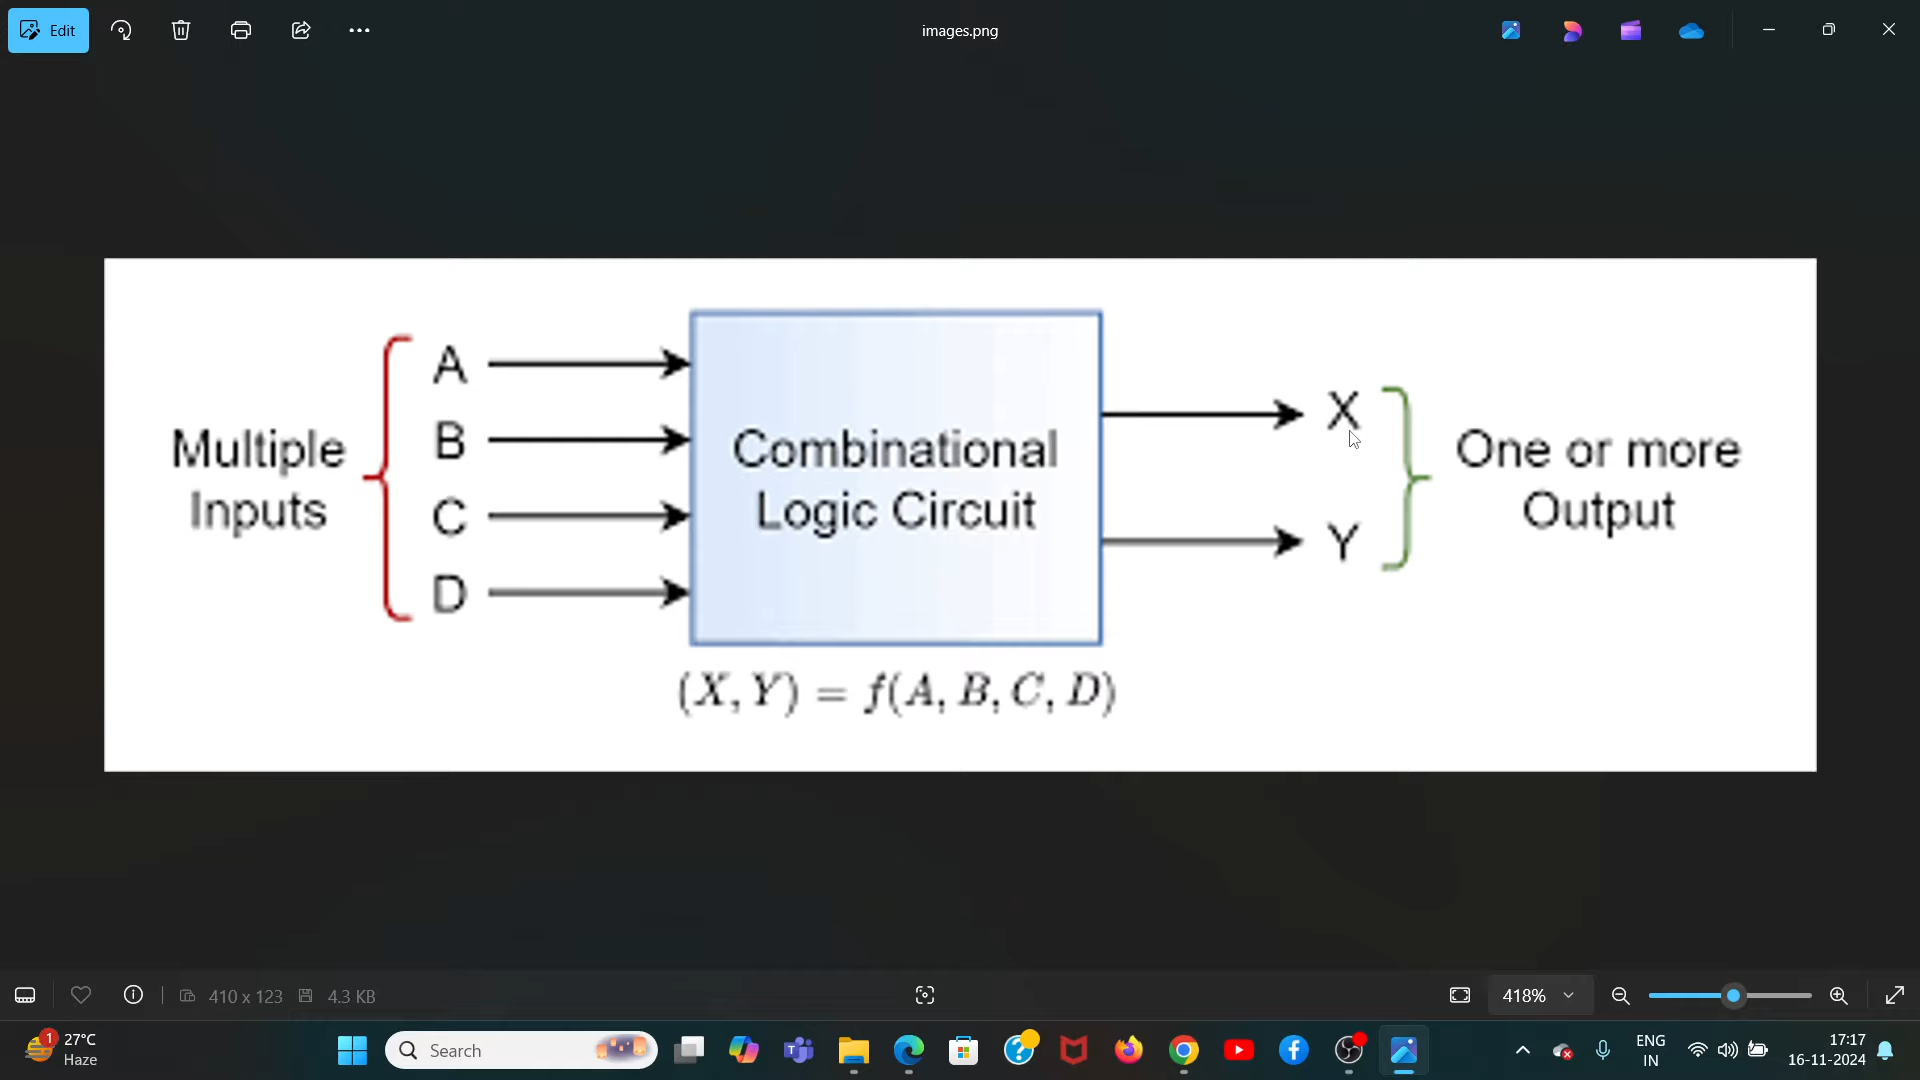 Edit
images.png
A
B
C
D
Multiple
Inputs
Combinational
Logic Circuit
X
Y
One or more
Output
(X, Y) = f(A, B, C, D)
410 x 123
4.3 KB
418%
1
27°C
Haze
Search
ENG
IN
17:17
16-11-2024